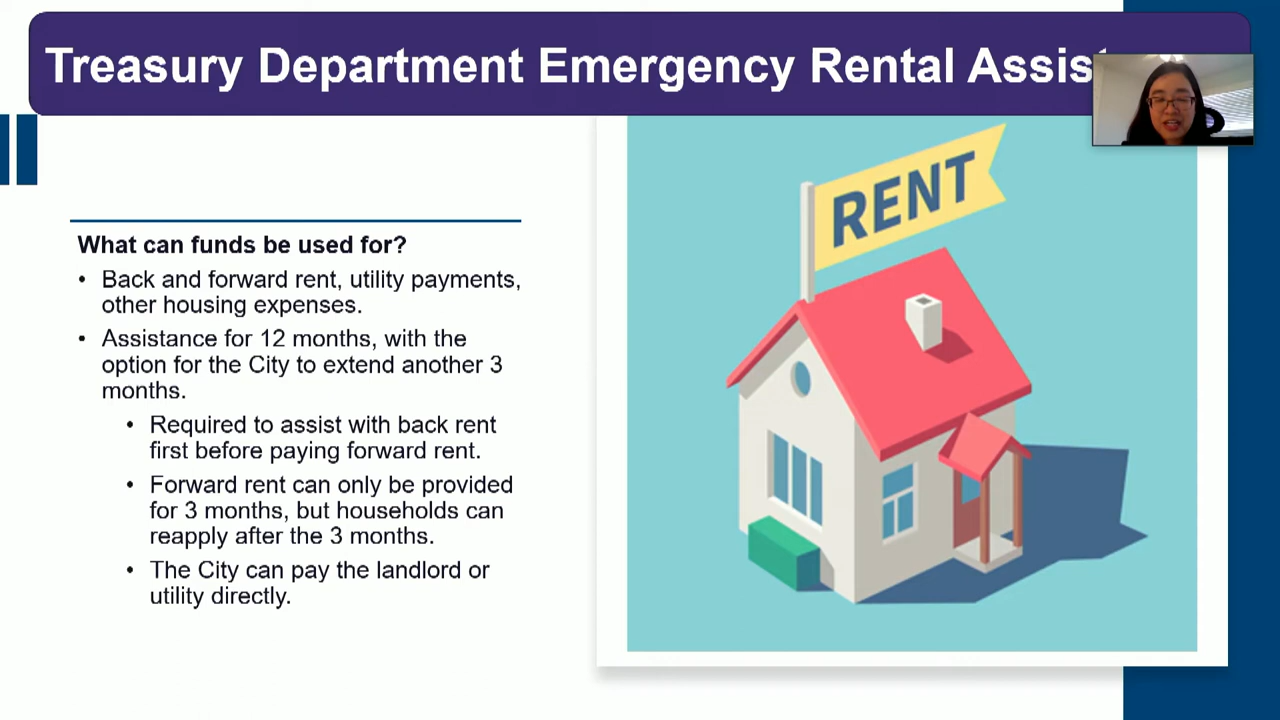 Treasury Department Emergency Rental Assis
RENT
What can funds be used for?
• Back and forward rent, utility payments,
other housing expenses.
• Assistance for 12 months, with the
option for the City to extend another 3
months.
• Required to assist with back rent
first before paying forward rent.
• Forward rent can only be provided
for 3 months, but households can
reapply after the 3 months.
• The City can pay the landlord or
utility directly.